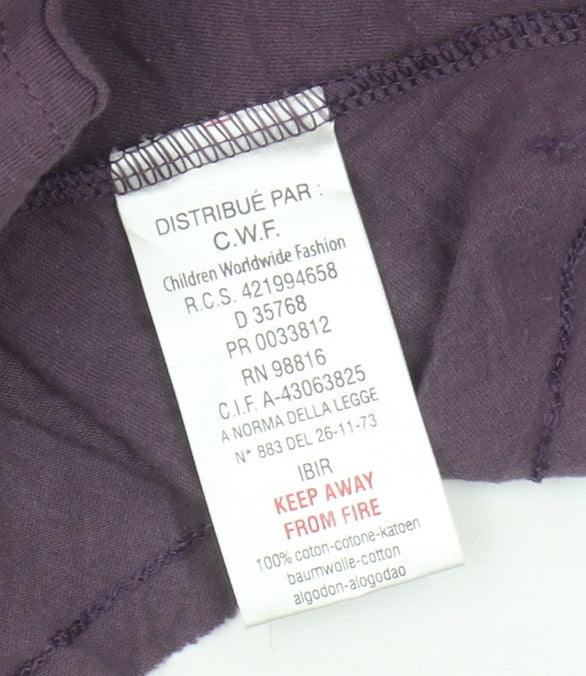 DISTRIBUÉ PAR :
C.W.F.
Children Worldwide Fashion
R.C.S. 421994658
D 35768
PR 0033812
RN 98816
C.I.F. A-43063825
A NORMA DELLA LEGGE
N* 883 DEL 26-11-73
IBIR
KEEP AWAY
FROM FIRE
100% coton-cotone-katoen
baumwolle-cotton
algodon-alogodao